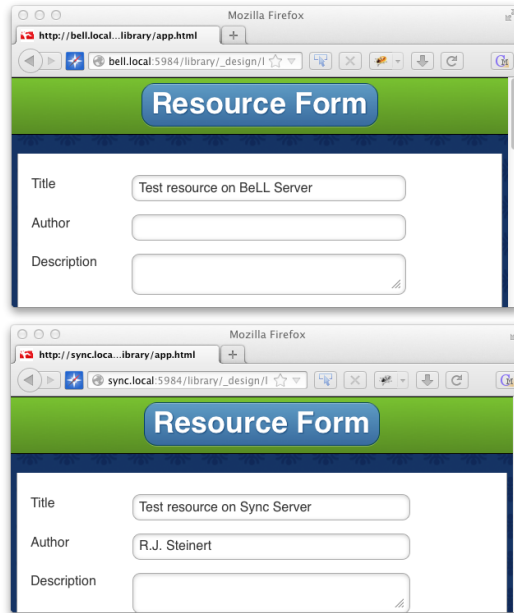 Mozilla Firefox
http://bell.local...library/app.html
bell.local:5984/library/_design/l
Resource Form
Title
Test resource on BeLL Server
Author
Description
Mozilla Firefox
http://sync.loca...ibrary/app.html
sync.local:5984/library/_design/l
Resource Form
Title
Test resource on Sync Server
Author
R.J. Steinert
Description